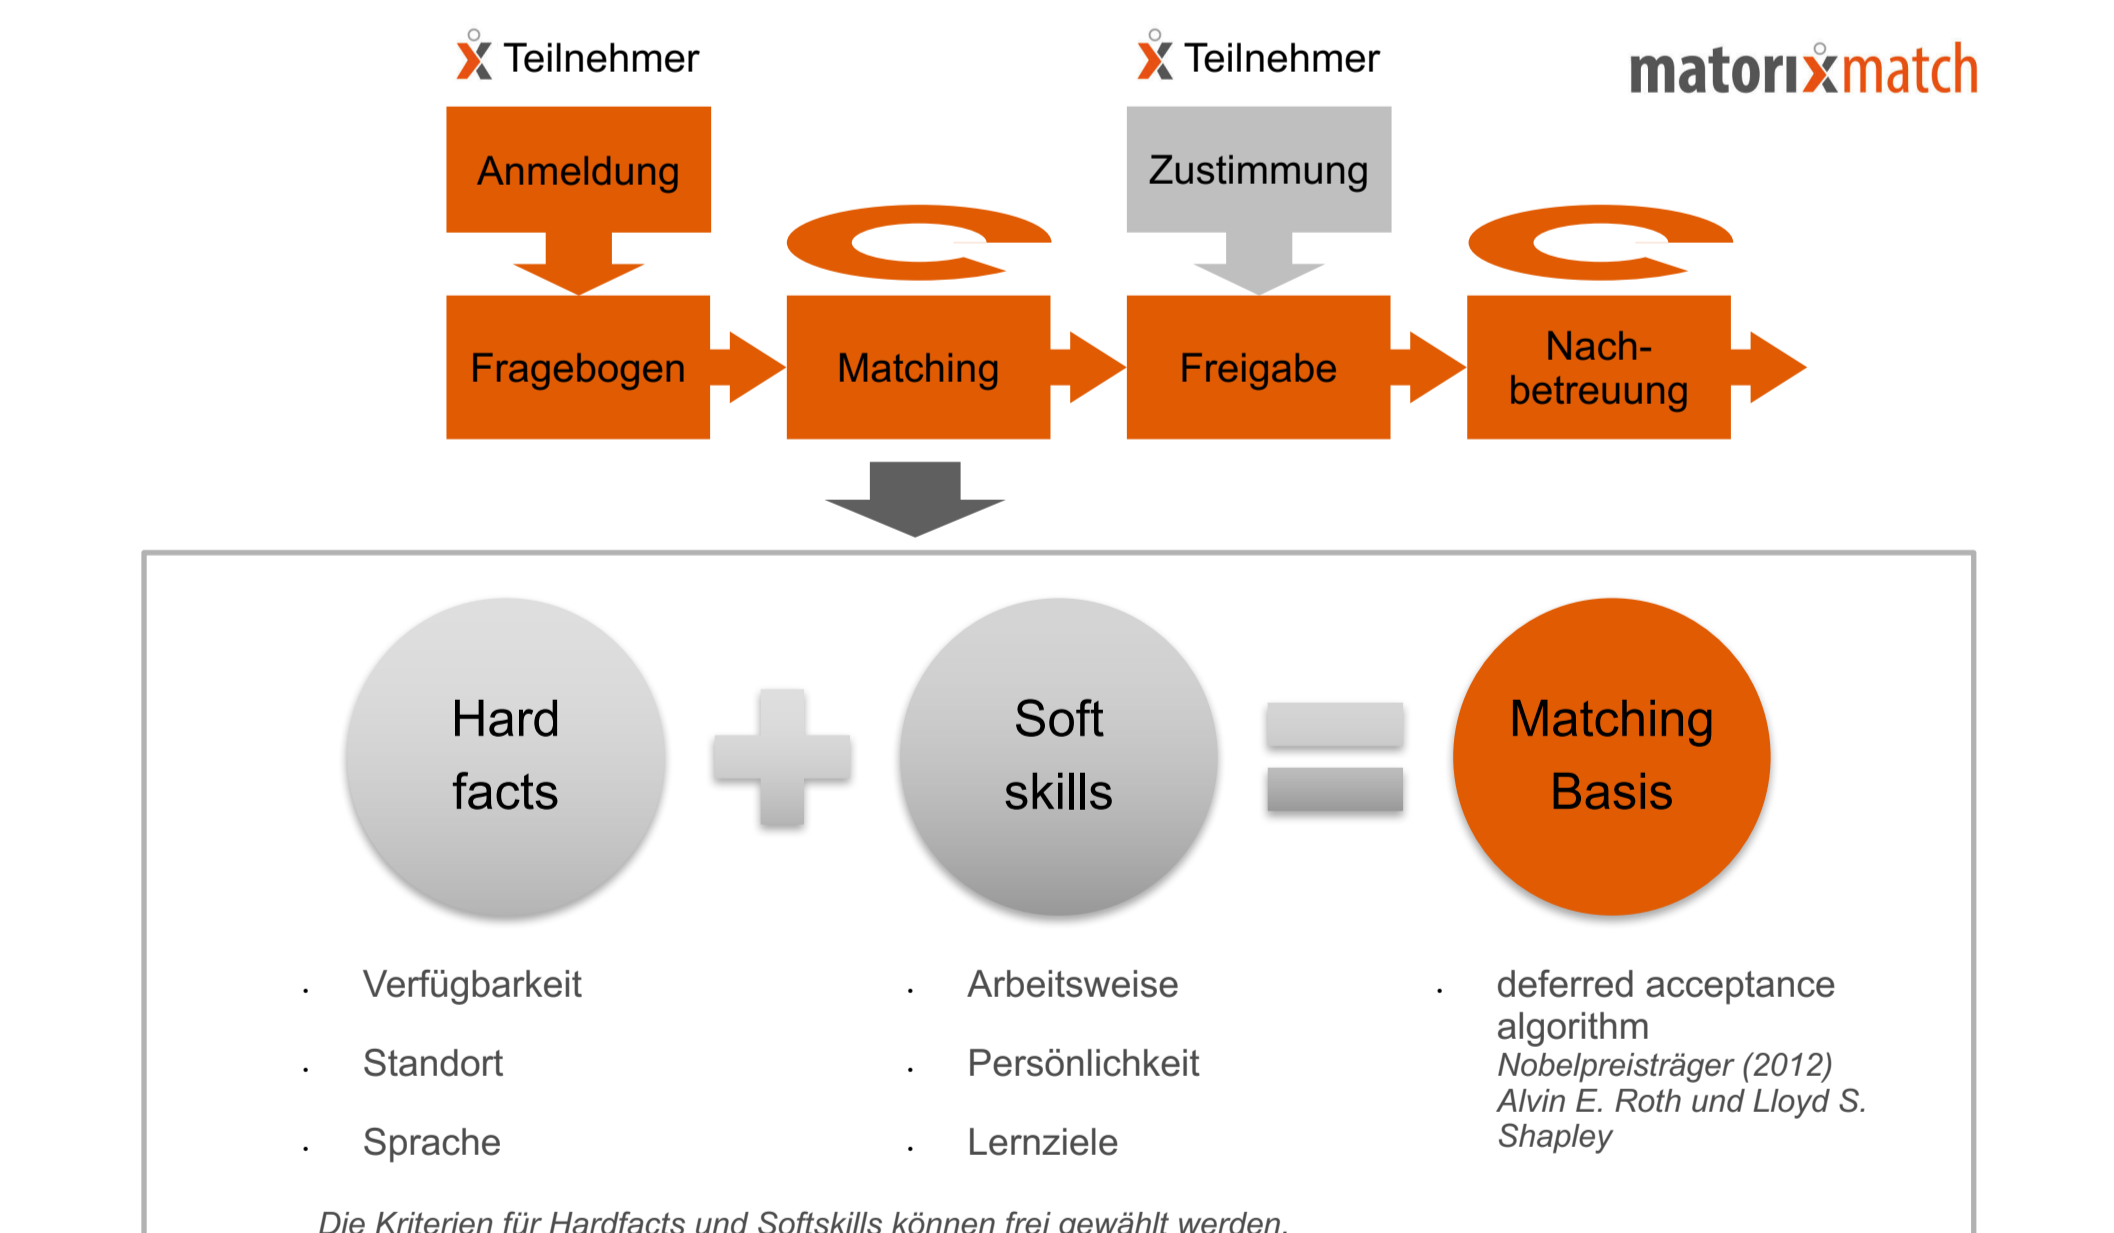 Teilnehmer
Teilnehmer
matorixmatch
Anmeldung
Zustimmung
Fragebogen
Matching
Freigabe
Nach-
betreuung
Hard
facts
Soft
skills
Matching
Basis
· Verfügbarkeit
· Standort
· Sprache
· Arbeitsweise
· Persönlichkeit
· Lernziele
· deferred acceptance
algorithm
Nobelpreisträger (2012)
Alvin E. Roth und Lloyd S.
Shapley
Die Kriterien für Hardfacts und Softskills können frei gewählt werden.